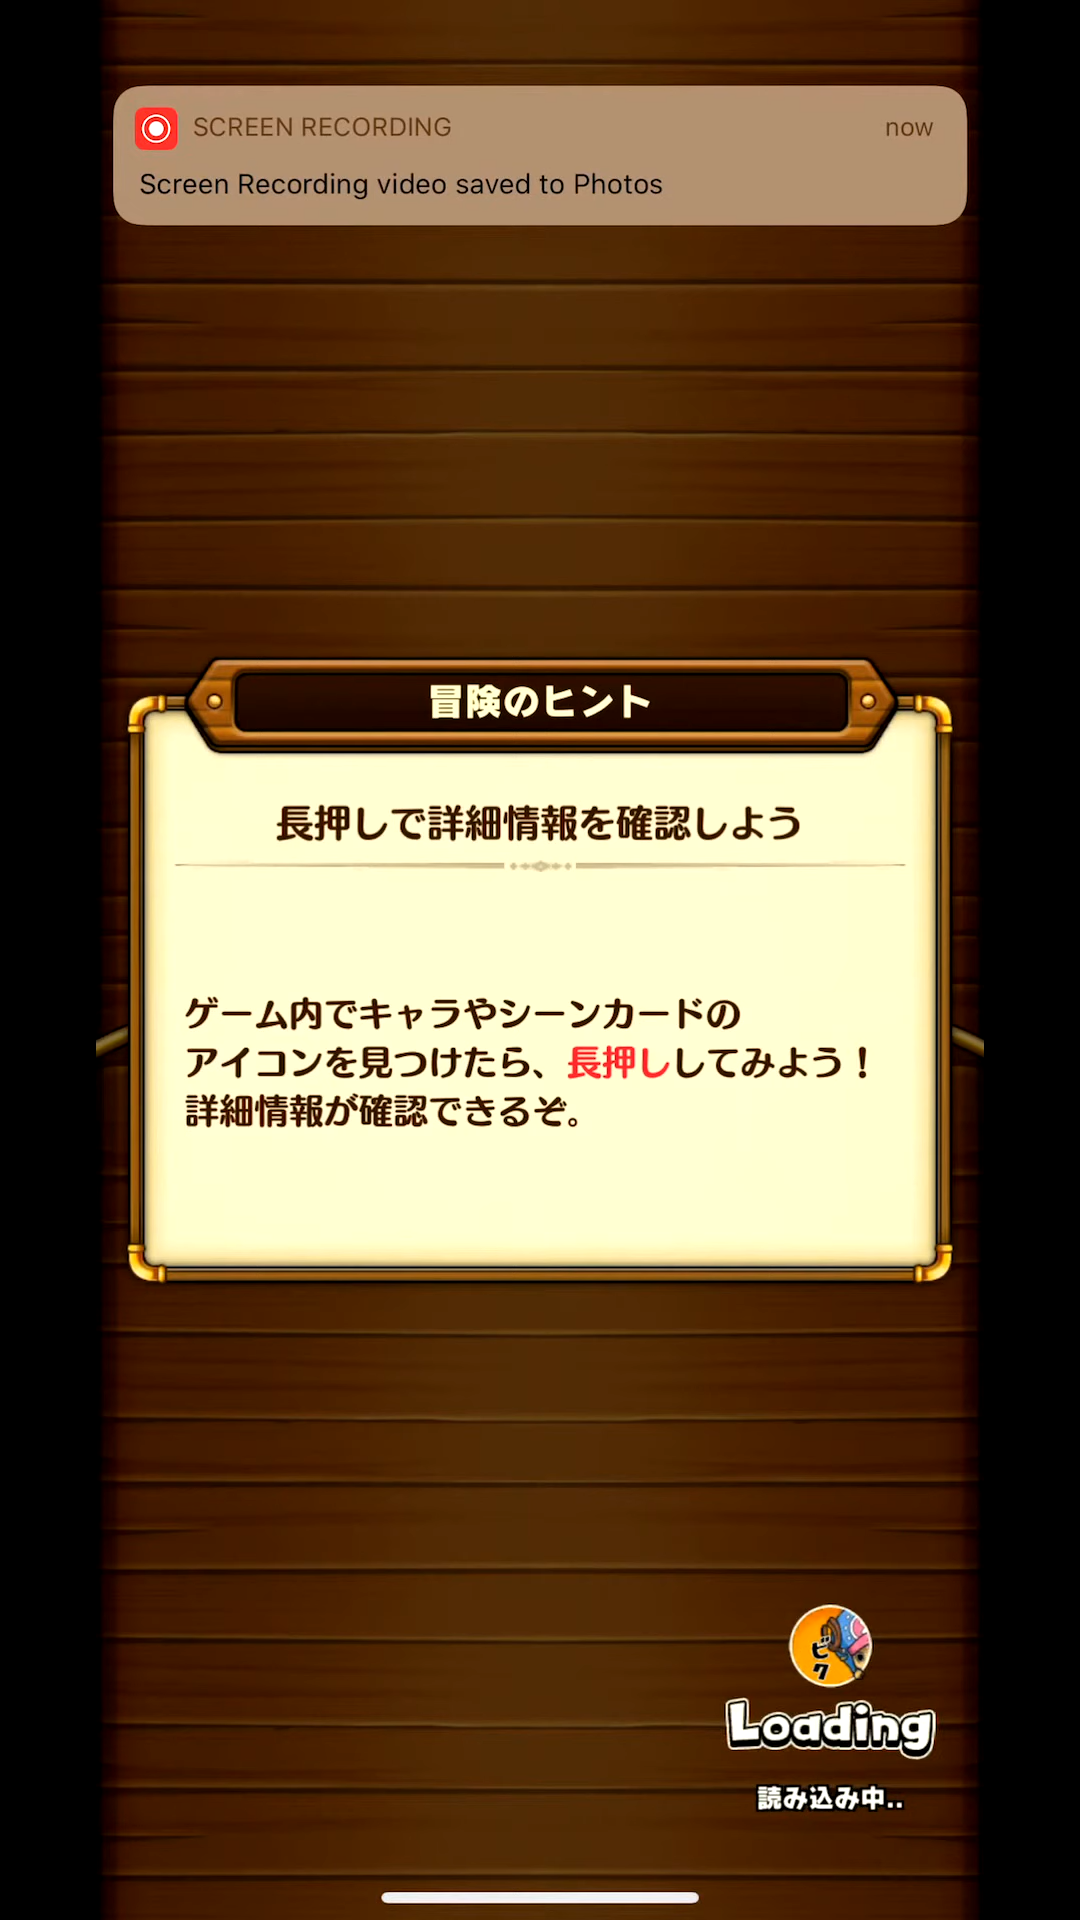 SCREEN RECORDING
now
Screen Recording video saved to Photos
冒険のヒント
長押しで詳細情報を確認しよう
ゲーム内でキャラやシーンカードの
アイコンを見つけたら、長押ししてみよう！
詳細情報が確認できるぞ。
ビク
Loading
読み込み中..